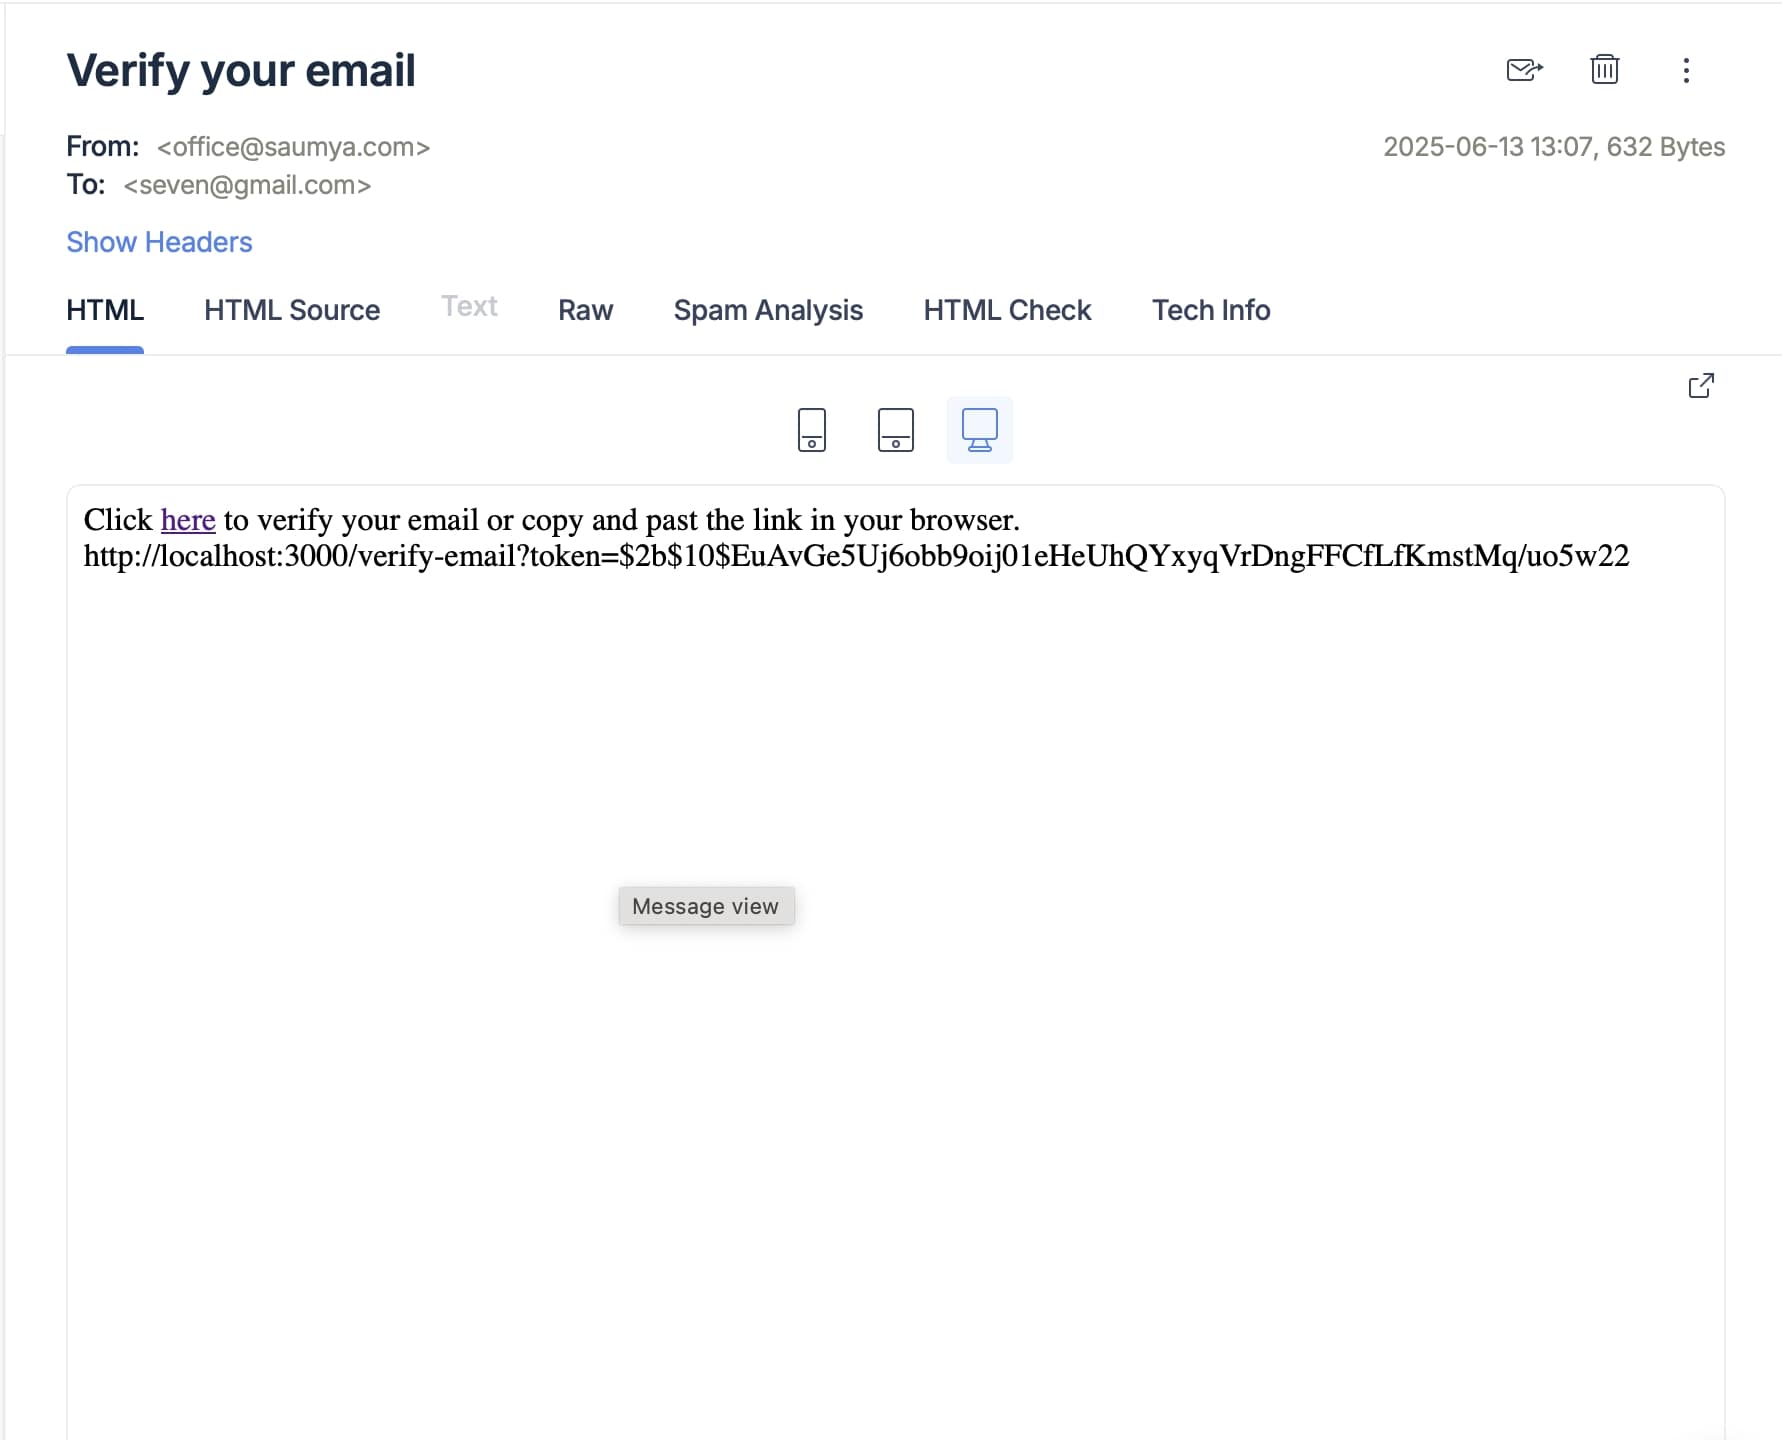 Verify your email
From: <office@saumya.com>
2025-06-13 13:07, 632 Bytes
To: <seven@gmail.com>
Show Headers
HTML HTML Source Text Raw Spam Analysis HTML Check Tech Info
Click here to verify your email or copy and past the link in your browser.
http://localhost:3000/verify-email?token=$2b$10$EuAvGe5Uj6obb9oij01eHeUhQYxyqVrDngFFCfLfKmstMq/uo5w22
Message view